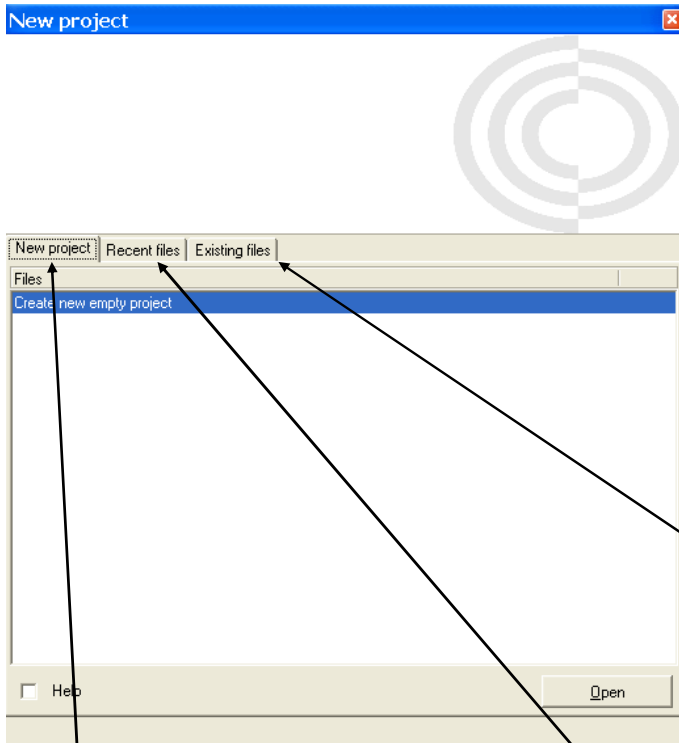 New project
New project Recent files Existing files
Files
Create new empty project
Help
Open